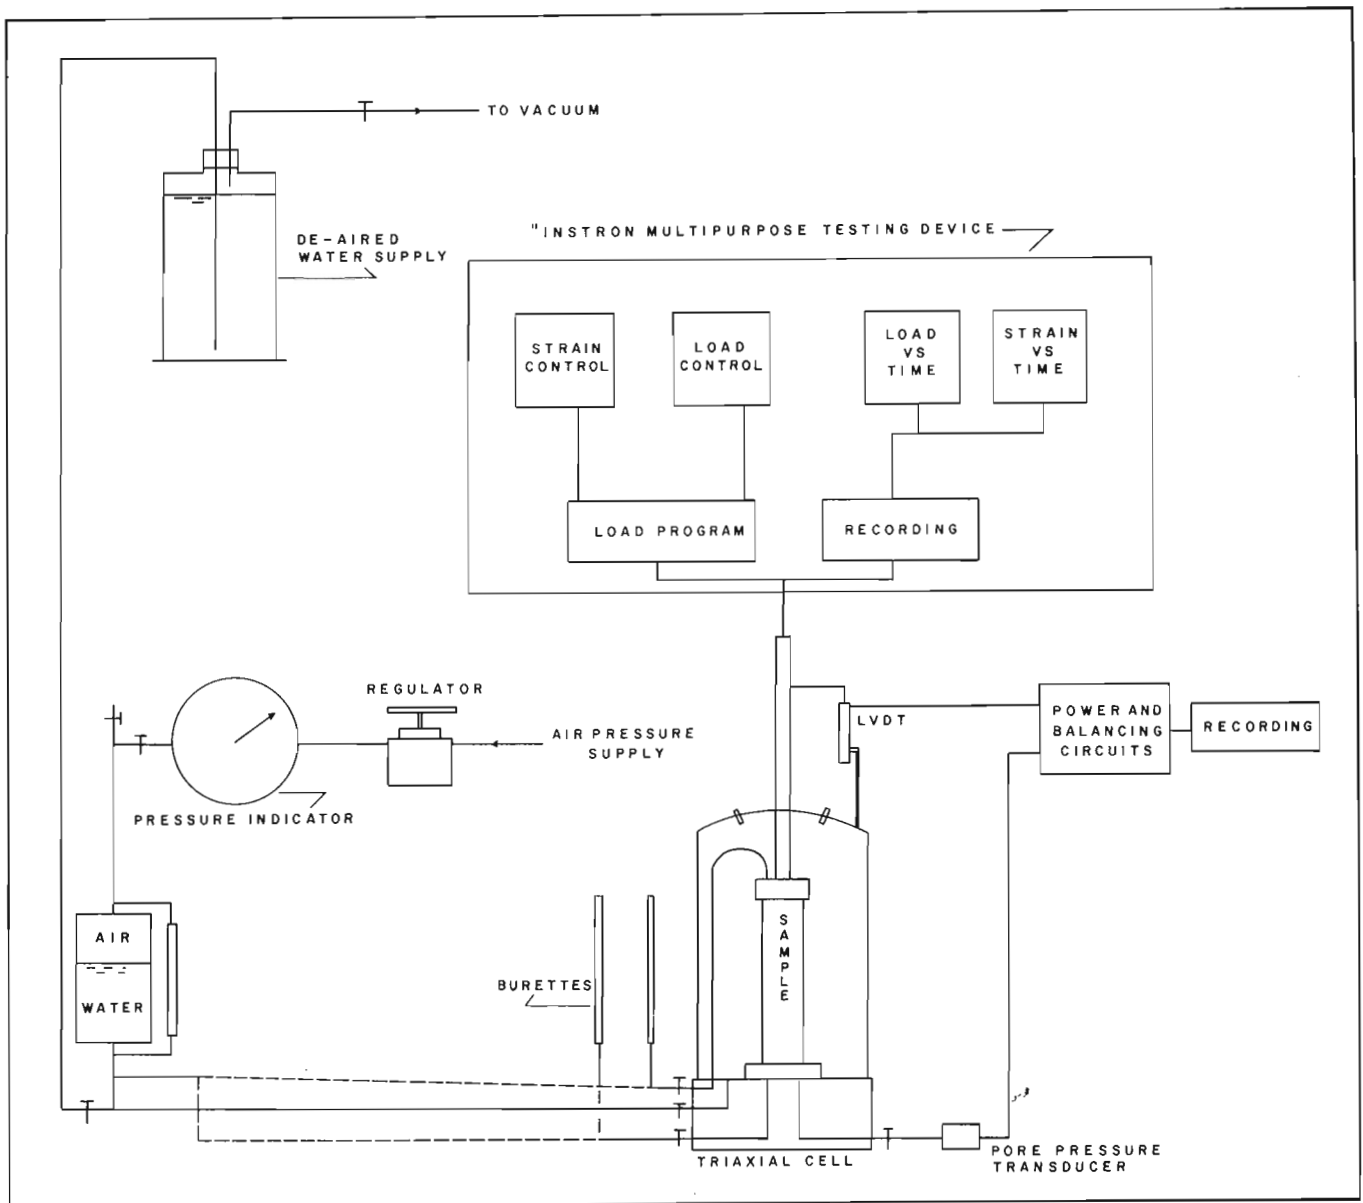 TO VACUUM
DE-AIRED
WATER SUPPLY
"INSTRON MULTIPURPOSE TESTING DEVICE
STRAIN
CONTROL
LOAD
CONTROL
LOAD
VS
TIME
STRAIN
VS
TIME
LOAD PROGRAM
RECORDING
REGULATOR
AIR PRESSURE
SUPPLY
PRESSURE INDICATOR
LVDT
POWER AND
BALANCING
CIRCUITS
RECORDING
AIR
WATER
BURETTES
SAMPLE
TRIAXIAL CELL
PORE PRESSURE
TRANSDUCER